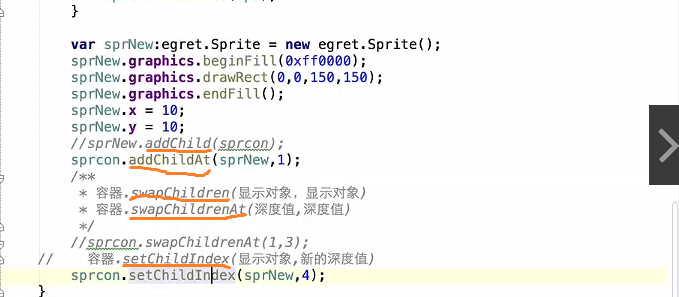 }
var sprNew:egret.Sprite = new egret.Sprite();
sprNew.graphics.beginFill(0xff0000);
sprNew.graphics.drawRect(0,0,150,150);
sprNew.graphics.endFill();
sprNew.x = 10;
sprNew.y = 10;
//sprNew.addChild(sprcon);
sprcon.addChildAt(sprNew,1);
/**
* 容器.swapChildren(显示对象，显示对象)
* 容器.swapChildrenAt(深度值,深度值)
*/
//sprcon.swapChildrenAt(1,3);
// 容器.setChildIndex(显示对象,新的深度值)
sprcon.setChildIndex(sprNew,4);
}